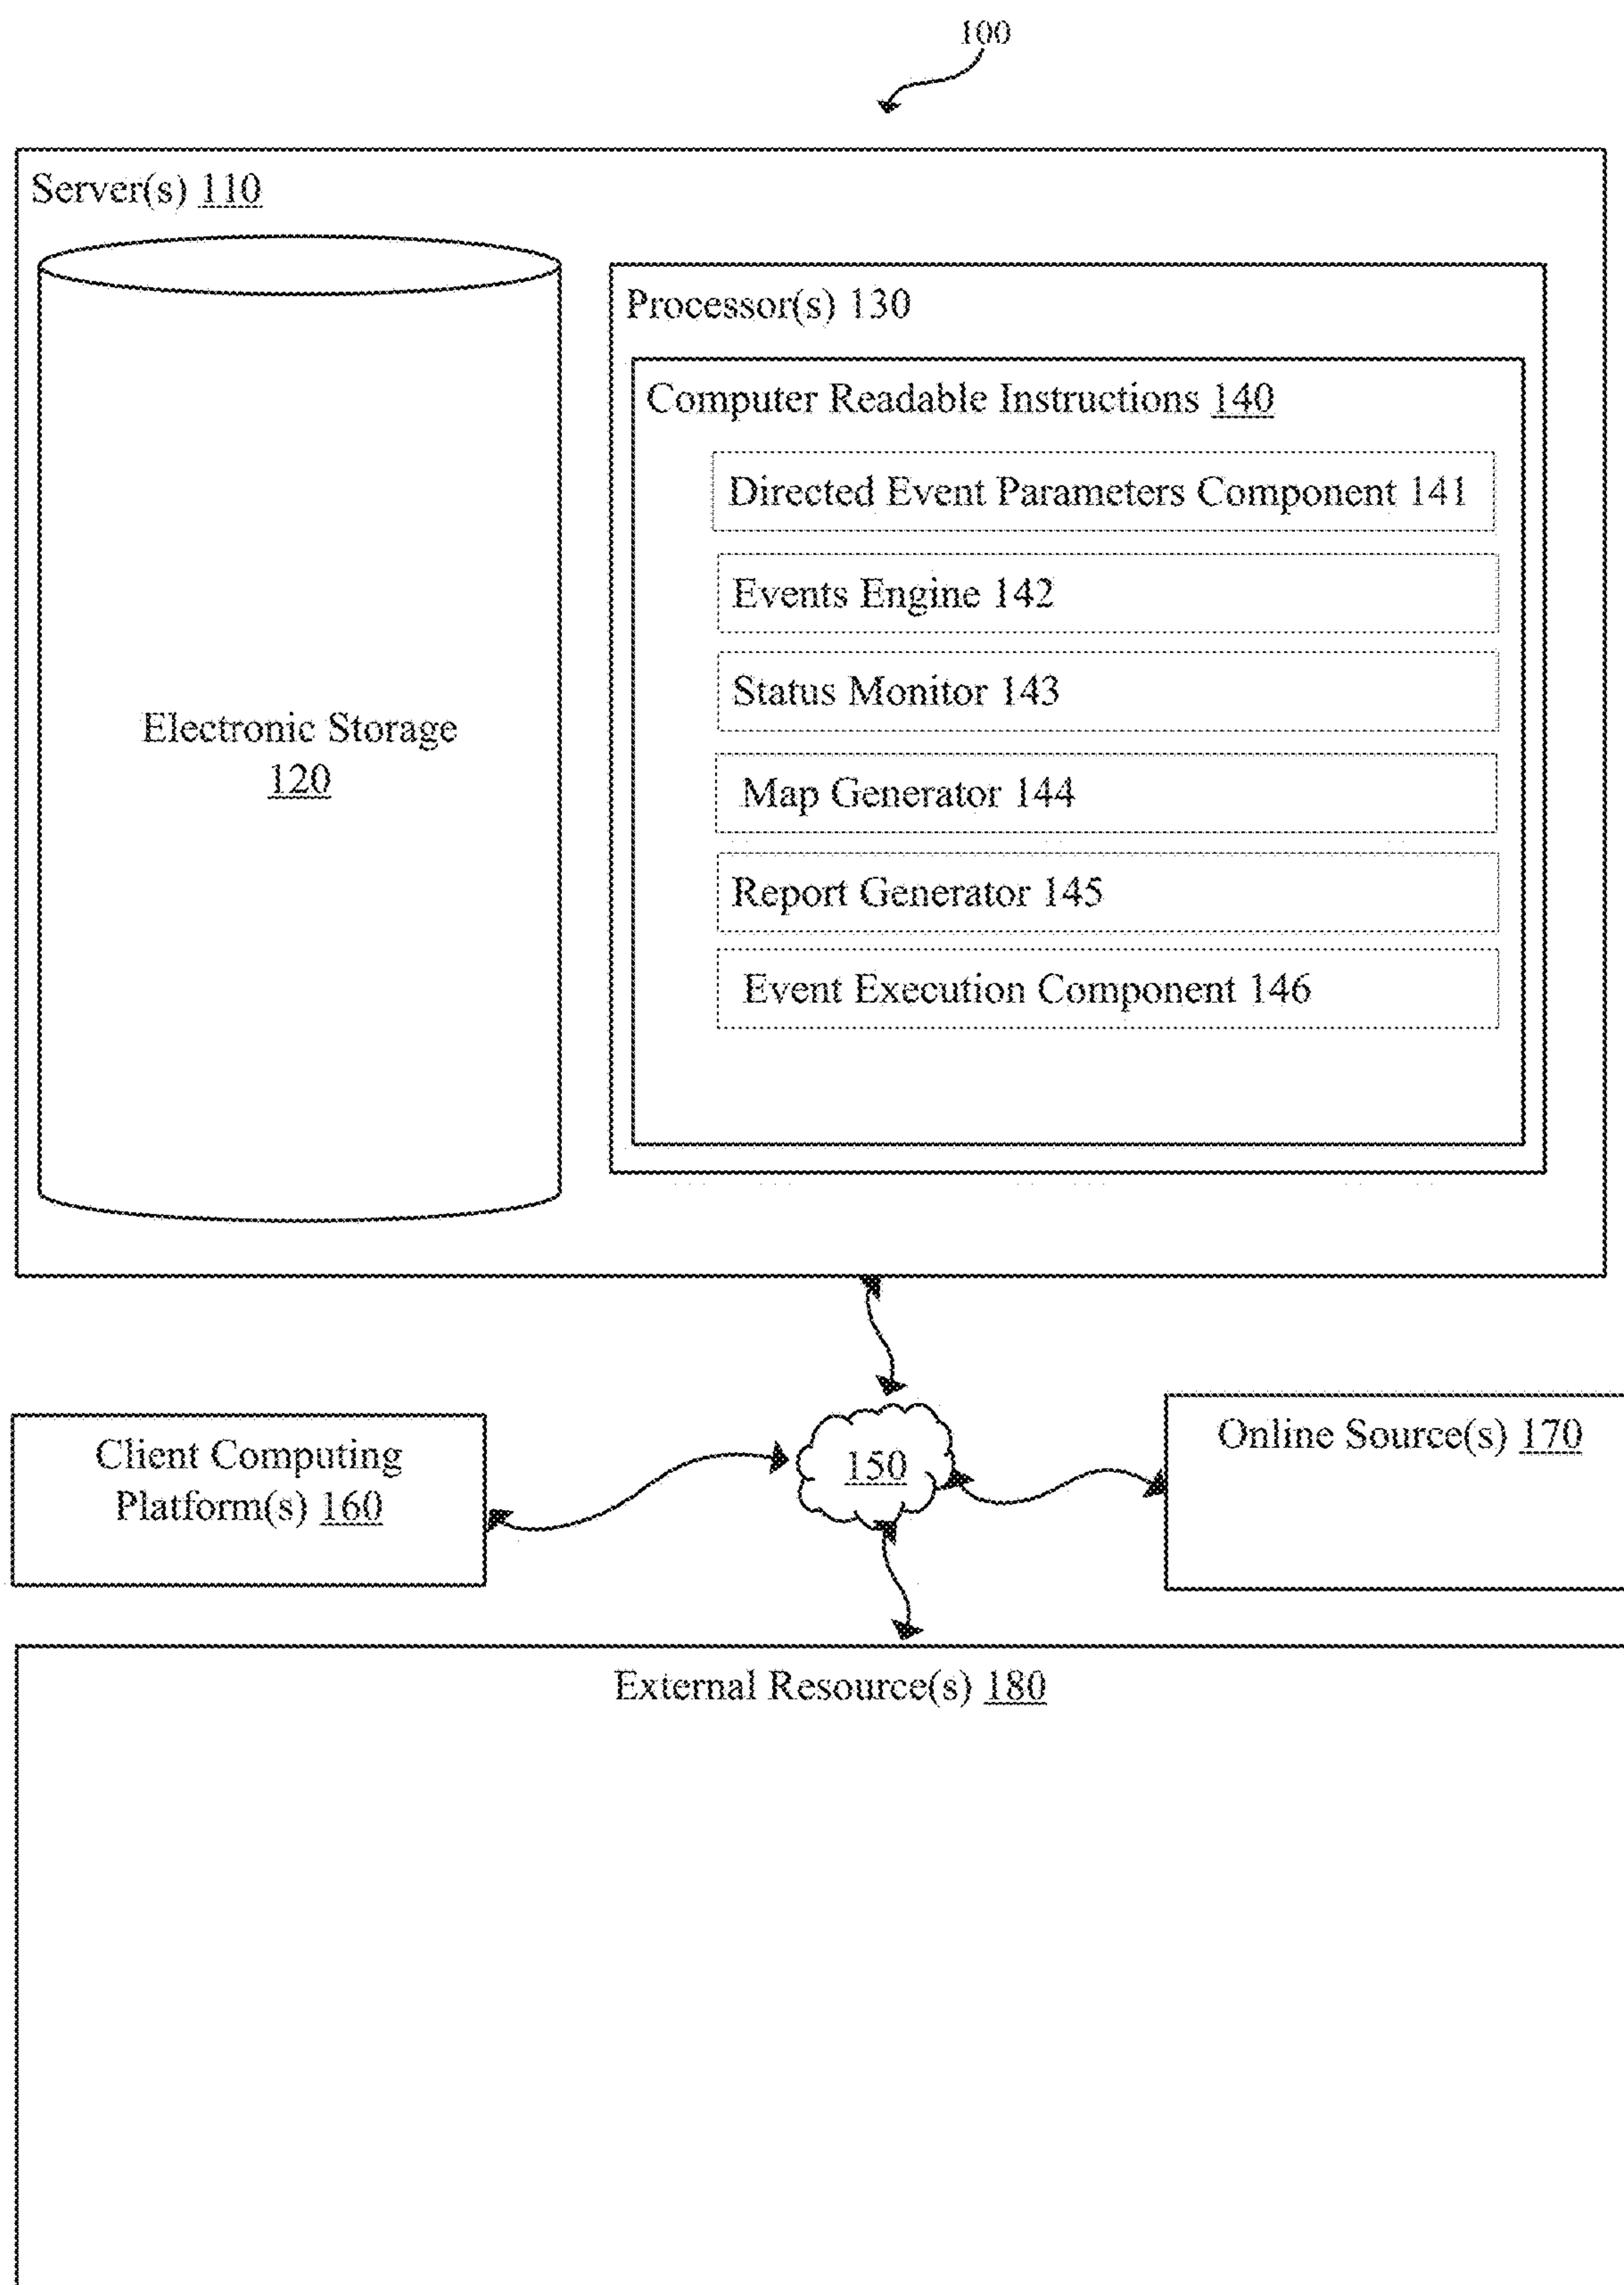 100
Server(s) 110
Processor(s) 130
Computer Readable Instructions 140
Directed Event Parameters Component 141
Events Engine 142
Status Monitor 143
Electronic Storage
120
Map Generator 144
Report Generator 145
Event Execution Component 146
Client Computing
Platform(s) 160
150
Online Source(s) 170
External Resource(s) 180